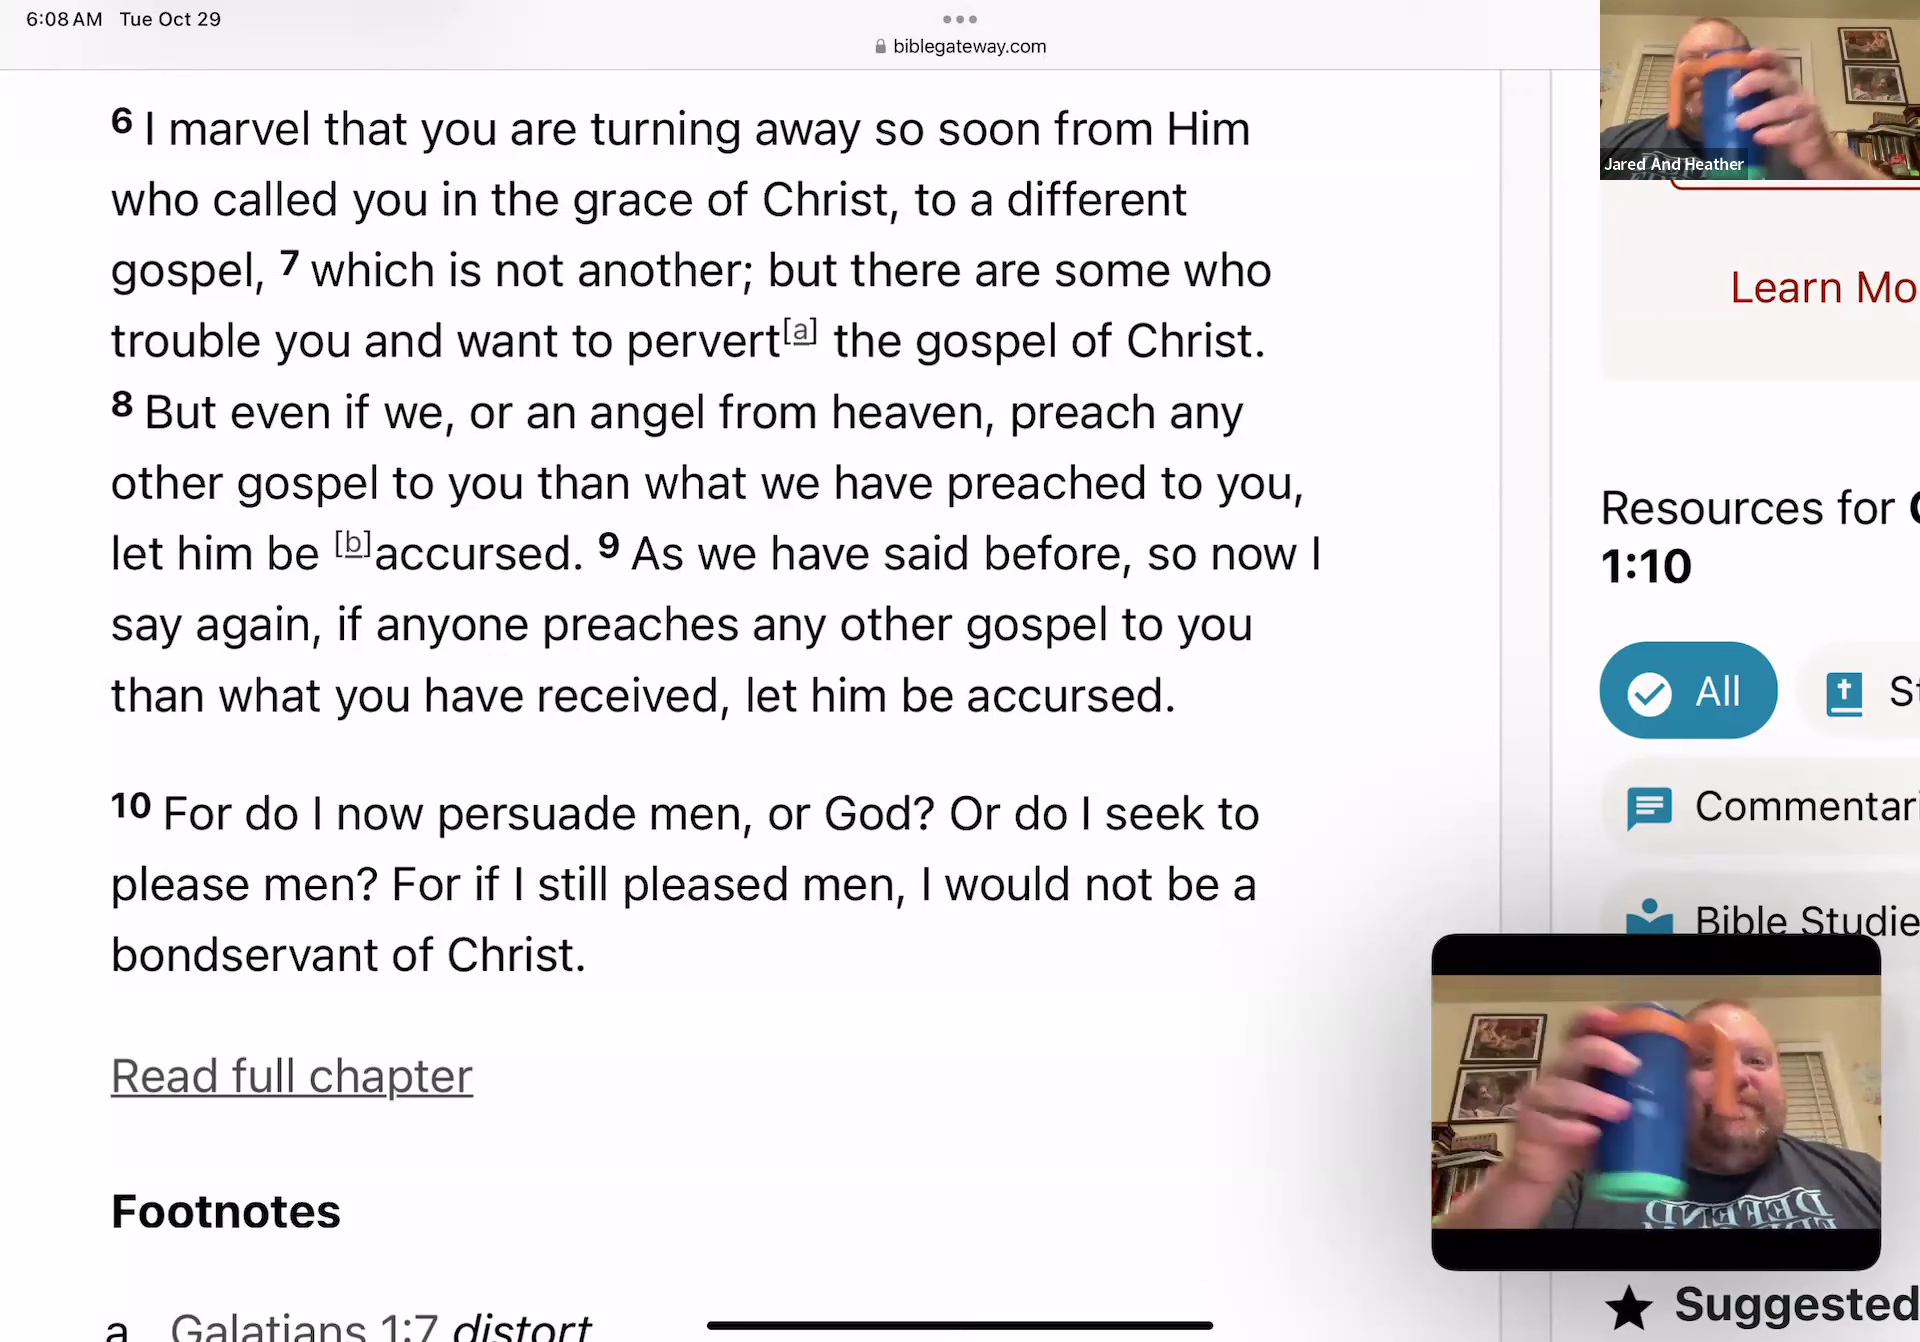 6:08 AM Tue Oct 29
biblegateway.com
6 I marvel that you are turning away so soon from Him
who called you in the grace of Christ, to a different
gospel, 7 which is not another; but there are some who
trouble you and want to pervert[a] the gospel of Christ.
8 But even if we, or an angel from heaven, preach any
other gospel to you than what we have preached to you,
let him be [b]accursed. 9 As we have said before, so now I
say again, if anyone preaches any other gospel to you
than what you have received, let him be accursed.
10 For do I now persuade men, or God? Or do I seek to
please men? For if I still pleased men, I would not be a
bondservant of Christ.
Read full chapter
Footnotes
a Galatians 1:7 distort
Jared And Heather
Learn Mo
Resources for
1:10
All
St
Commentari
Bible Studie
DEFEND
Suggested